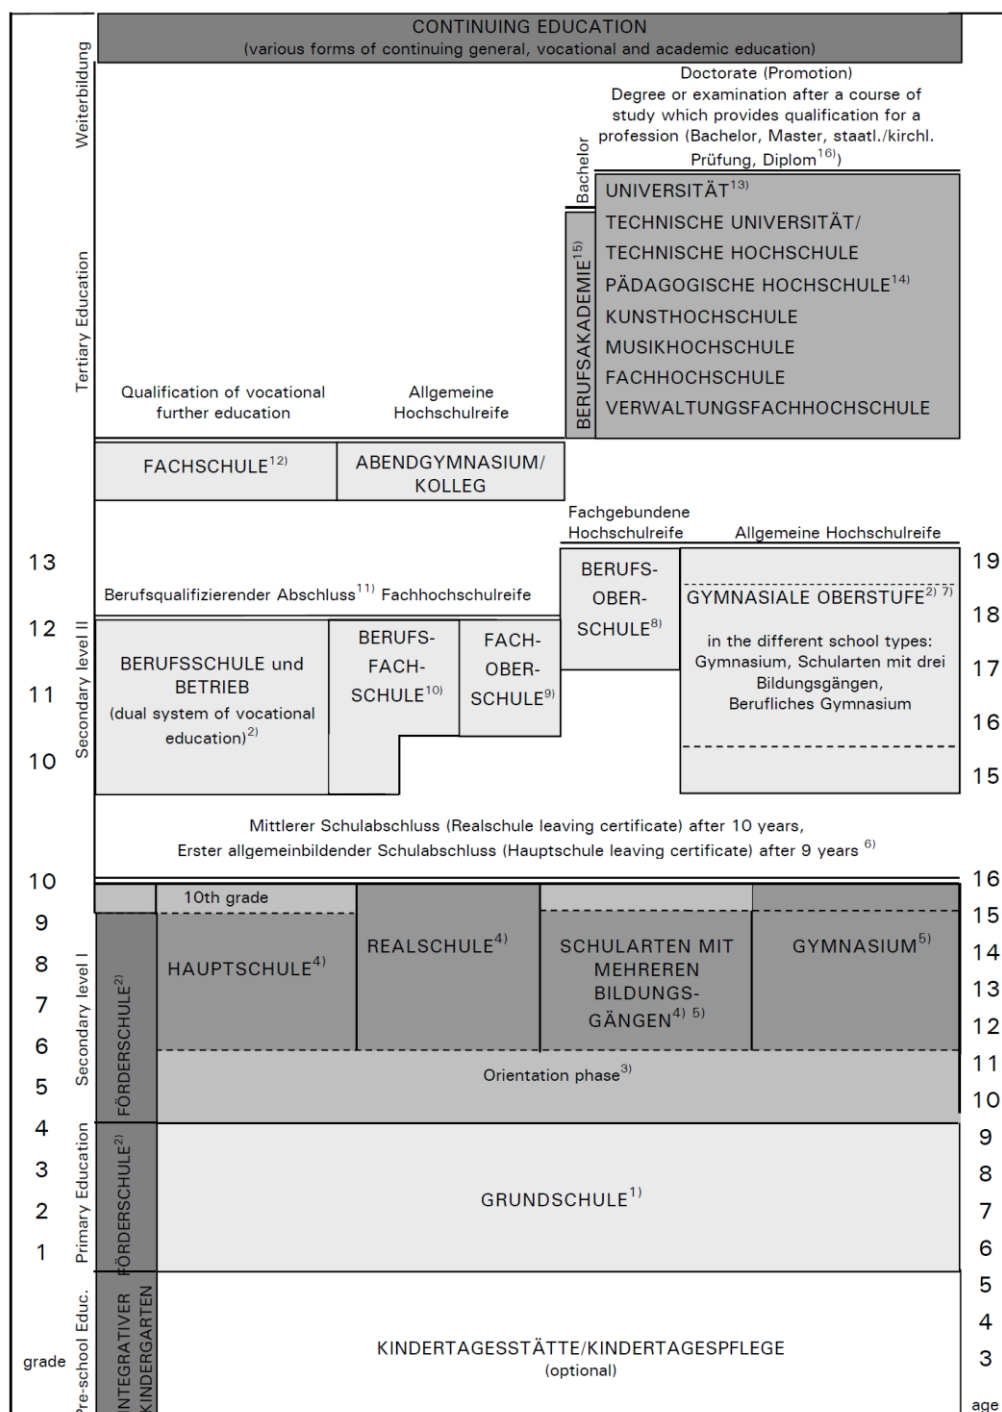 CONTINUING EDUCATION
(various forms of continuing general, vocational and academic education)
Weiterbildung
Doctorate (Promotion)
Degree or examination after a course of
study which provides qualification for a
profession (Bachelor, Master, staatl./kirchl.
Prüfung, Diplom16))
Bachelor
Tertiary Education
BERUFSAKADEMIE15)
UNIVERSITÄT13)
TECHNISCHE UNIVERSITÄT/
TECHNISCHE HOCHSCHULE
PÄDAGOGISCHE HOCHSCHULE14)
KUNSTHOCHSCHULE
MUSIKHOCHSCHULE
FACHHOCHSCHULE
VERWALTUNGSFACHHOCHSCHULE
Qualification of vocational
further education
Allgemeine
Hochschulreife
FACHSCHULE12)
ABENDGYMNASIUM/
KOLLEG
Fachgebundene
Hochschulreife
Allgemeine Hochschulreife
Berufsqualifizierender Abschluss11)
Fachhochschulreife
13
12
11
10
Secondary level II
BERUFSSCHULE und
BETRIEB
(dual system of vocational
education)2)
BERUFS-
FACH-
SCHULE10)
FACH-
OBER-
SCHULE9)
BERUFS-
OBER-
SCHULE8)
GYMNASIALE OBERSTUFE2) 7)
in the different school types:
Gymnasium, Schularten mit drei
Bildungsgängen,
Berufliches Gymnasium
19
18
17
16
15
Mittlerer Schulabschluss (Realschule leaving certificate) after 10 years,
Erster allgemeinbildender Schulabschluss (Hauptschule leaving certificate) after 9 years 6)
10
9
8
7
6
5
Secondary level I
FÖRDERSCHULE2)
10th grade
HAUPTSCHULE4)
REALSCHULE4)
SCHULARTEN MIT
MEHREREN
BILDUNGS-
GÄNGEN4) 5)
GYMNASIUM5)
Orientation phase3)
16
15
14
13
12
11
10
4
3
2
1
Primary Education
FÖRDERSCHULE2)
GRUNDSCHULE1)
9
8
7
6
grade
Pre-school Educ.
INTEGRATIVER
KINDERGARTEN
KINDERTAGESSTÄTTE/KINDERTAGESPFLEGE
(optional)
5
4
3
age